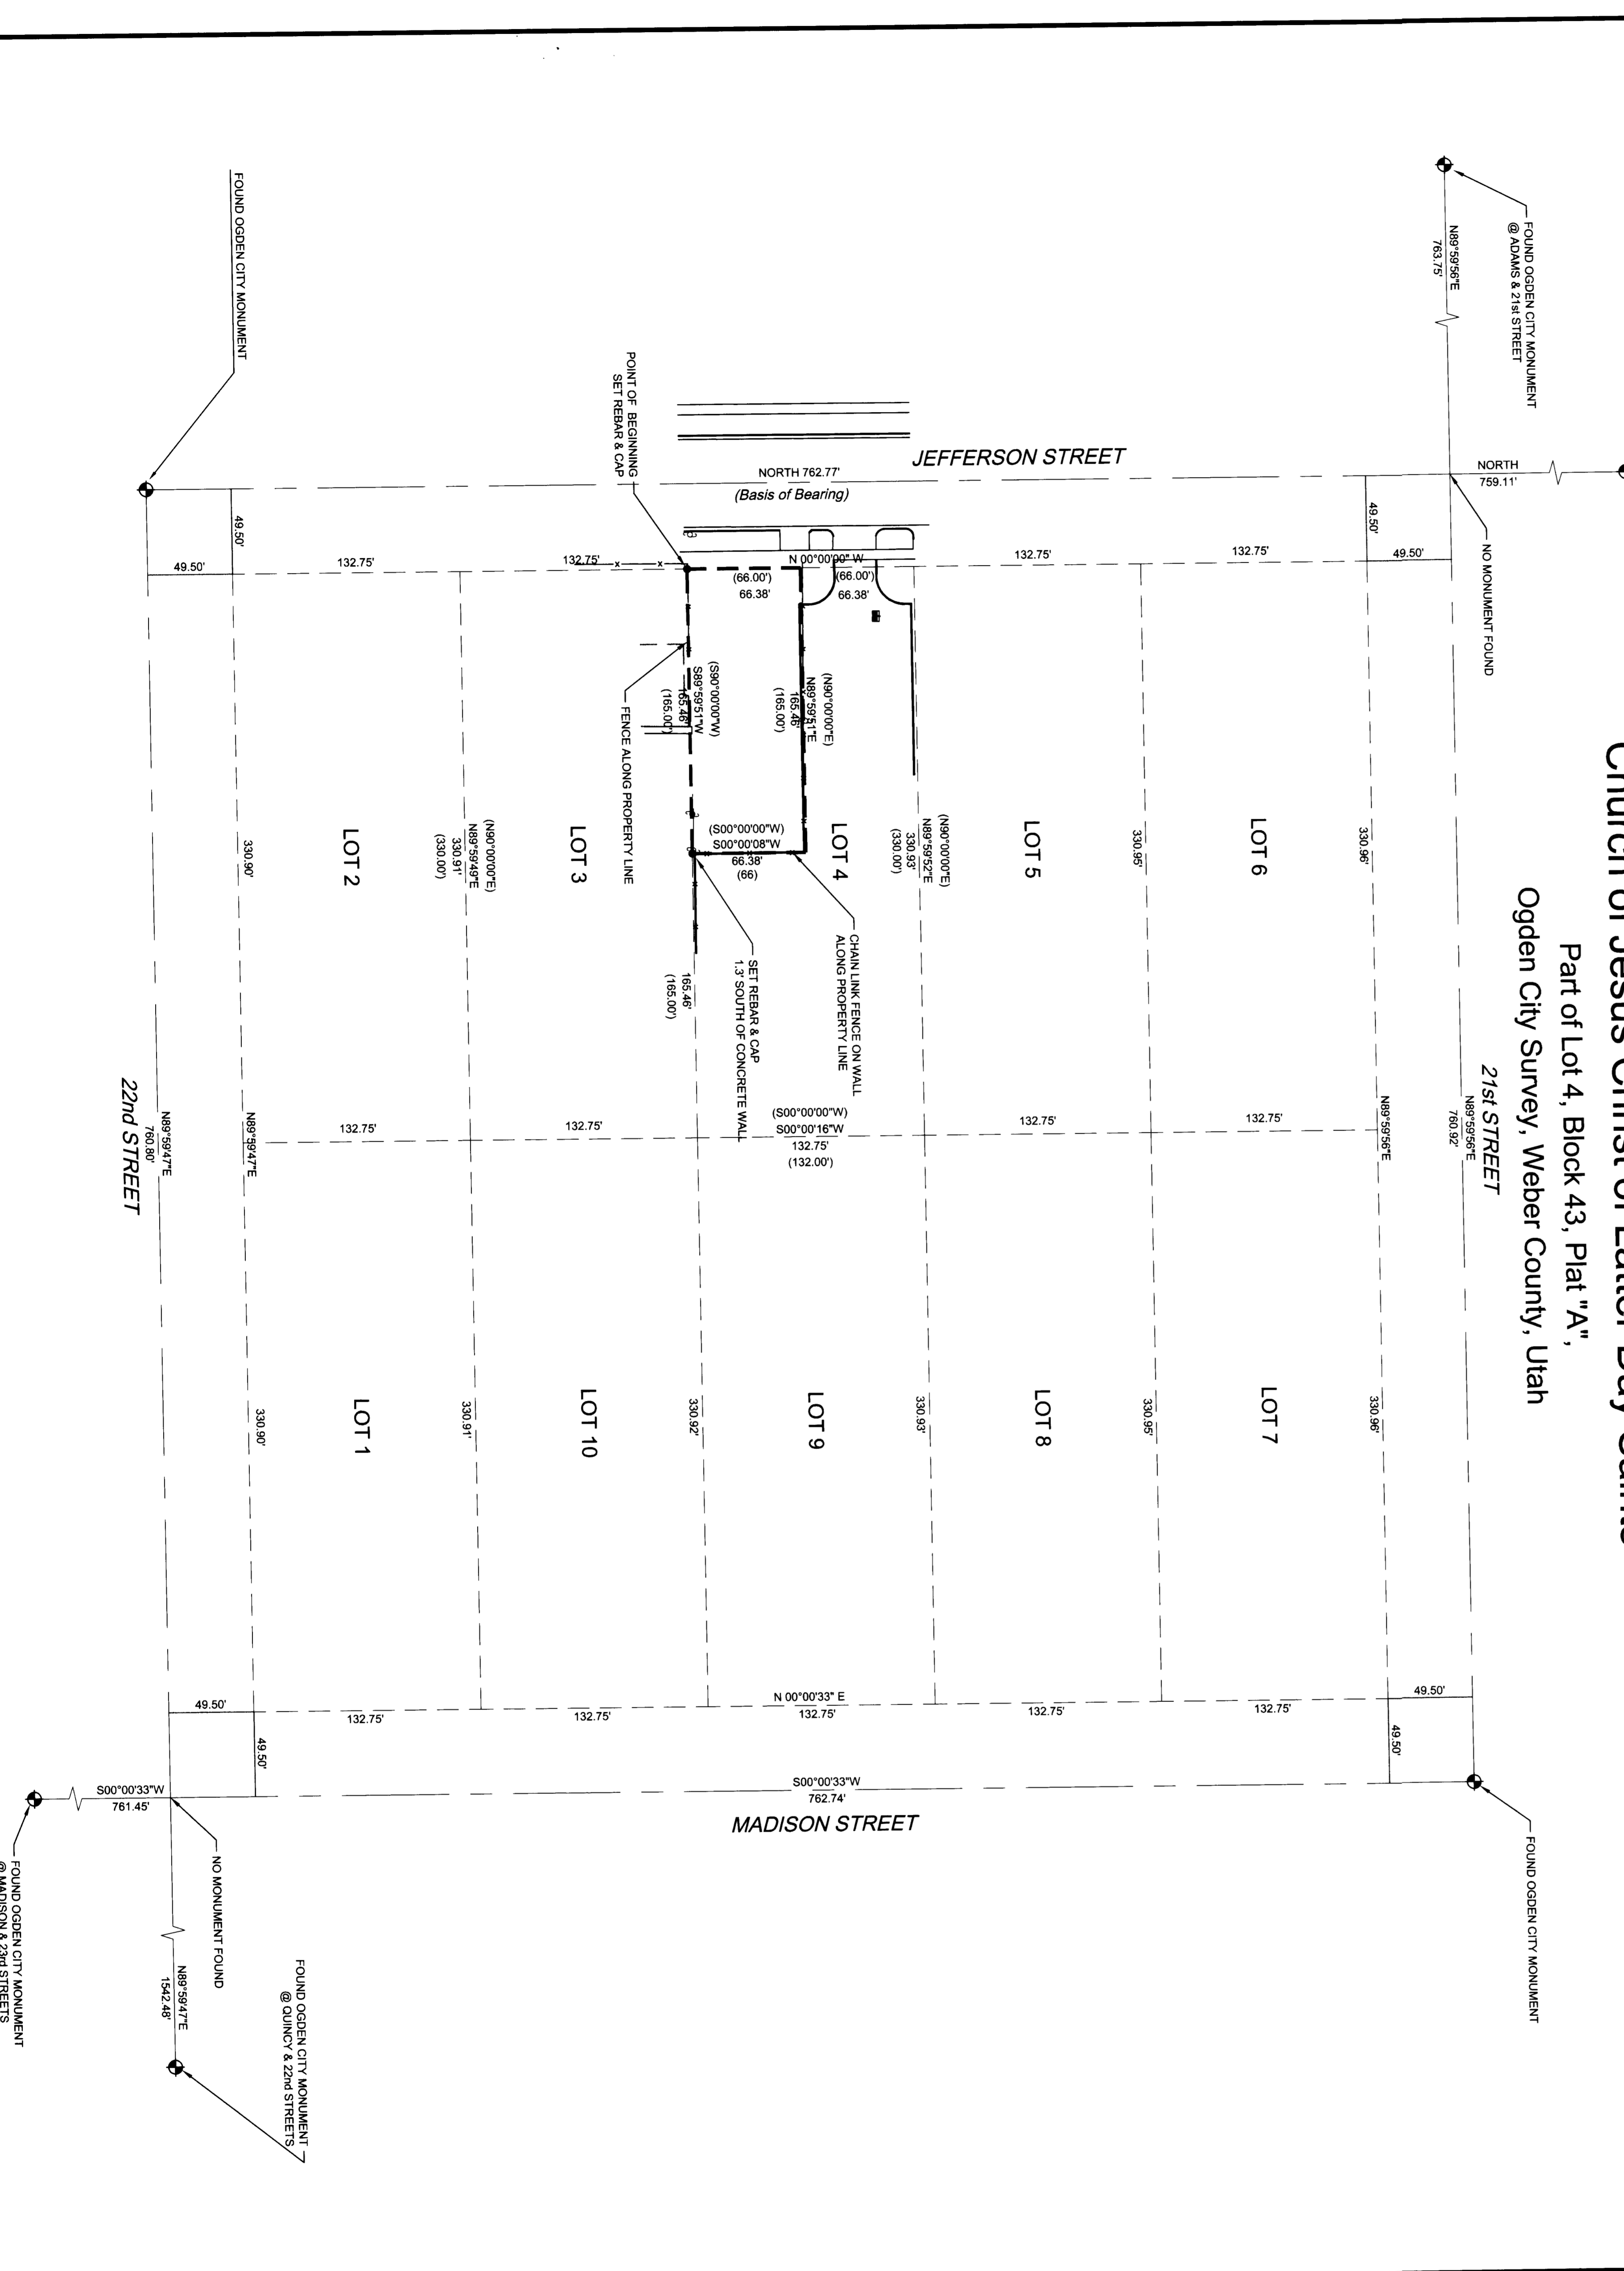 Church of Jesus Christ of Latter Day Saints
Part of Lot 4, Block 43, Plat "A",
Ogden City Survey, Weber County, Utah
FOUND OGDEN CITY MONUMENT
@ ADAMS & 21st STREET
N89°59'56"E
763.75'
NORTH
759.11'
NO MONUMENT FOUND
21st STREET
N89°59'56"E
760.92'
FOUND OGDEN CITY MONUMENT
49.50'
49.50'
N89°59'56"E
330.96'
330.96'
49.50'
49.50'
JEFFERSON STREET
NORTH 762.77'
(Basis of Bearing)
132.75'
132.75'
N 00°00'00" W
(66.00')
66.38'
(66.00')
66.38'
132.75'
132.75'
LOT 6
LOT 7
132.75'
132.75'
330.95'
330.95'
LOT 5
LOT 8
132.75'
132.75'
(N90°00'00"E)
N89°59'52"E
330.93'
(330.00')
330.93'
LOT 4
LOT 9
(S00°00'00"W)
S00°00'16"W
132.75'
(132.00')
N 00°00'33" E
132.75'
CHAIN LINK FENCE ON WALL
ALONG PROPERTY LINE
(N90°00'00"E)
N89°59'51"E
165.46'
(165.00')
(S00°00'00"W)
S00°00'08"W
66.38'
(66)
SET REBAR & CAP
1.3' SOUTH OF CONCRETE WALL
(S90°00'00"W)
S89°59'51"W
165.46'
(165.00')
165.46'
(165.00')
330.92'
POINT OF BEGINNING
SET REBAR & CAP
FENCE ALONG PROPERTY LINE
LOT 3
LOT 10
132.75'
132.75'
(N90°00'00"E)
N89°59'49"E
330.91'
(330.00')
330.91'
LOT 2
LOT 1
132.75'
132.75'
330.90'
N89°59'47"E
330.90'
49.50'
49.50'
49.50'
49.50'
FOUND OGDEN CITY MONUMENT
N89°59'47"E
760.80'
22nd STREET
S00°00'33"W
762.74'
MADISON STREET
S00°00'33"W
761.45'
NO MONUMENT FOUND
N89°59'47"E
1542.48'
FOUND OGDEN CITY MONUMENT
@ QUINCY & 22nd STREETS
FOUND OGDEN CITY MONUMENT
@ MADISON & 23rd STREETS